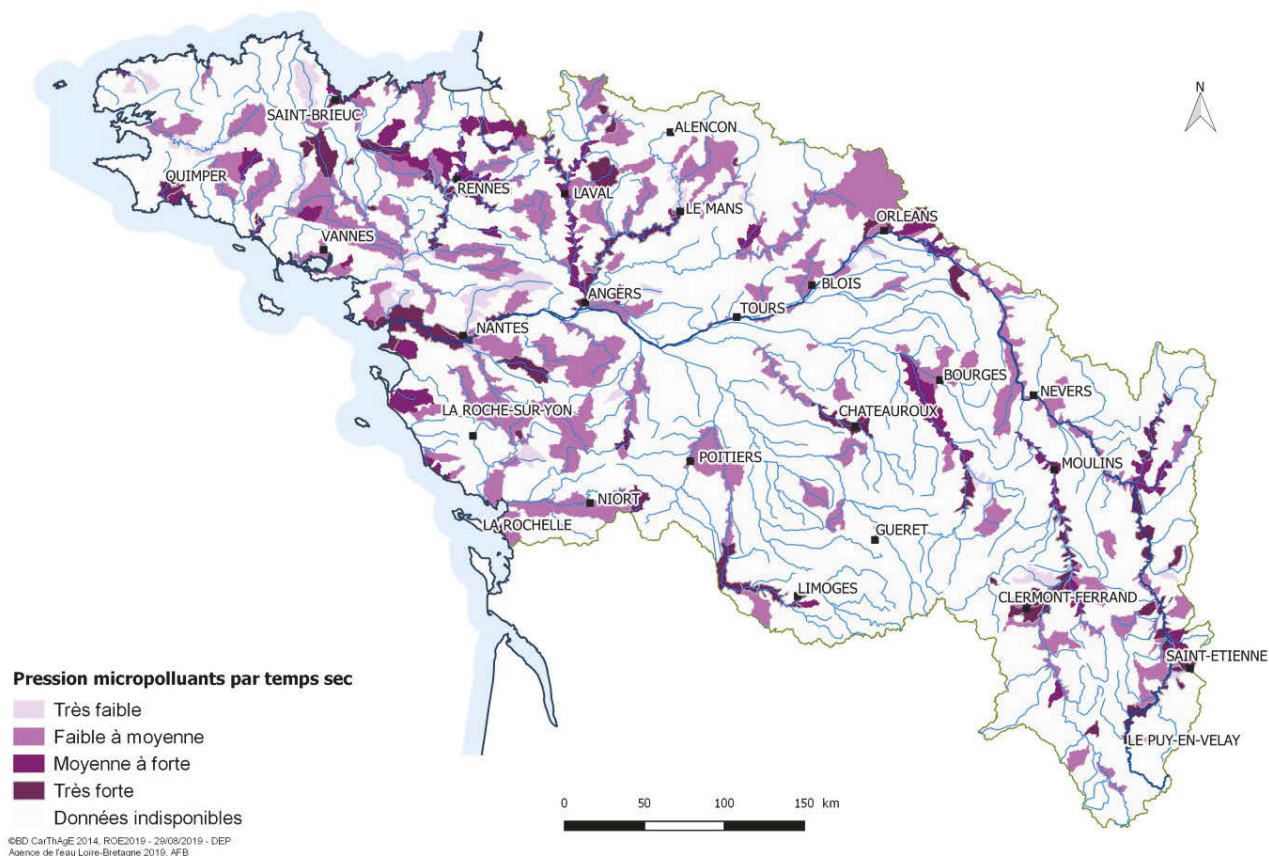 N
SAINT-BRIEUC
ALENCON
QUIMPER
RENNES
LAVAL
LE MANS
ORLEANS
VANNES
ANGERS
BLOIS
TOURS
NANTES
BOURGES
NEVERS
LA ROCHE-SUR-YON
CHATEAUROUX
POITIERS
MOULINS
NIORT
LA ROCHELLE
GUERET
LIMOGES
CLERMONT-FERRAND
SAINT-ETIENNE
LE PUY-EN-VELAY
Pression micropolluants par temps sec
Très faible
Faible à moyenne
Moyenne à forte
Très forte
Données indisponibles
0 50 100 150 km
©BD CarThAgE 2014, ROE2019 - 29/08/2019 - DEP
Agence de l'eau Loire-Bretagne 2019, AFB